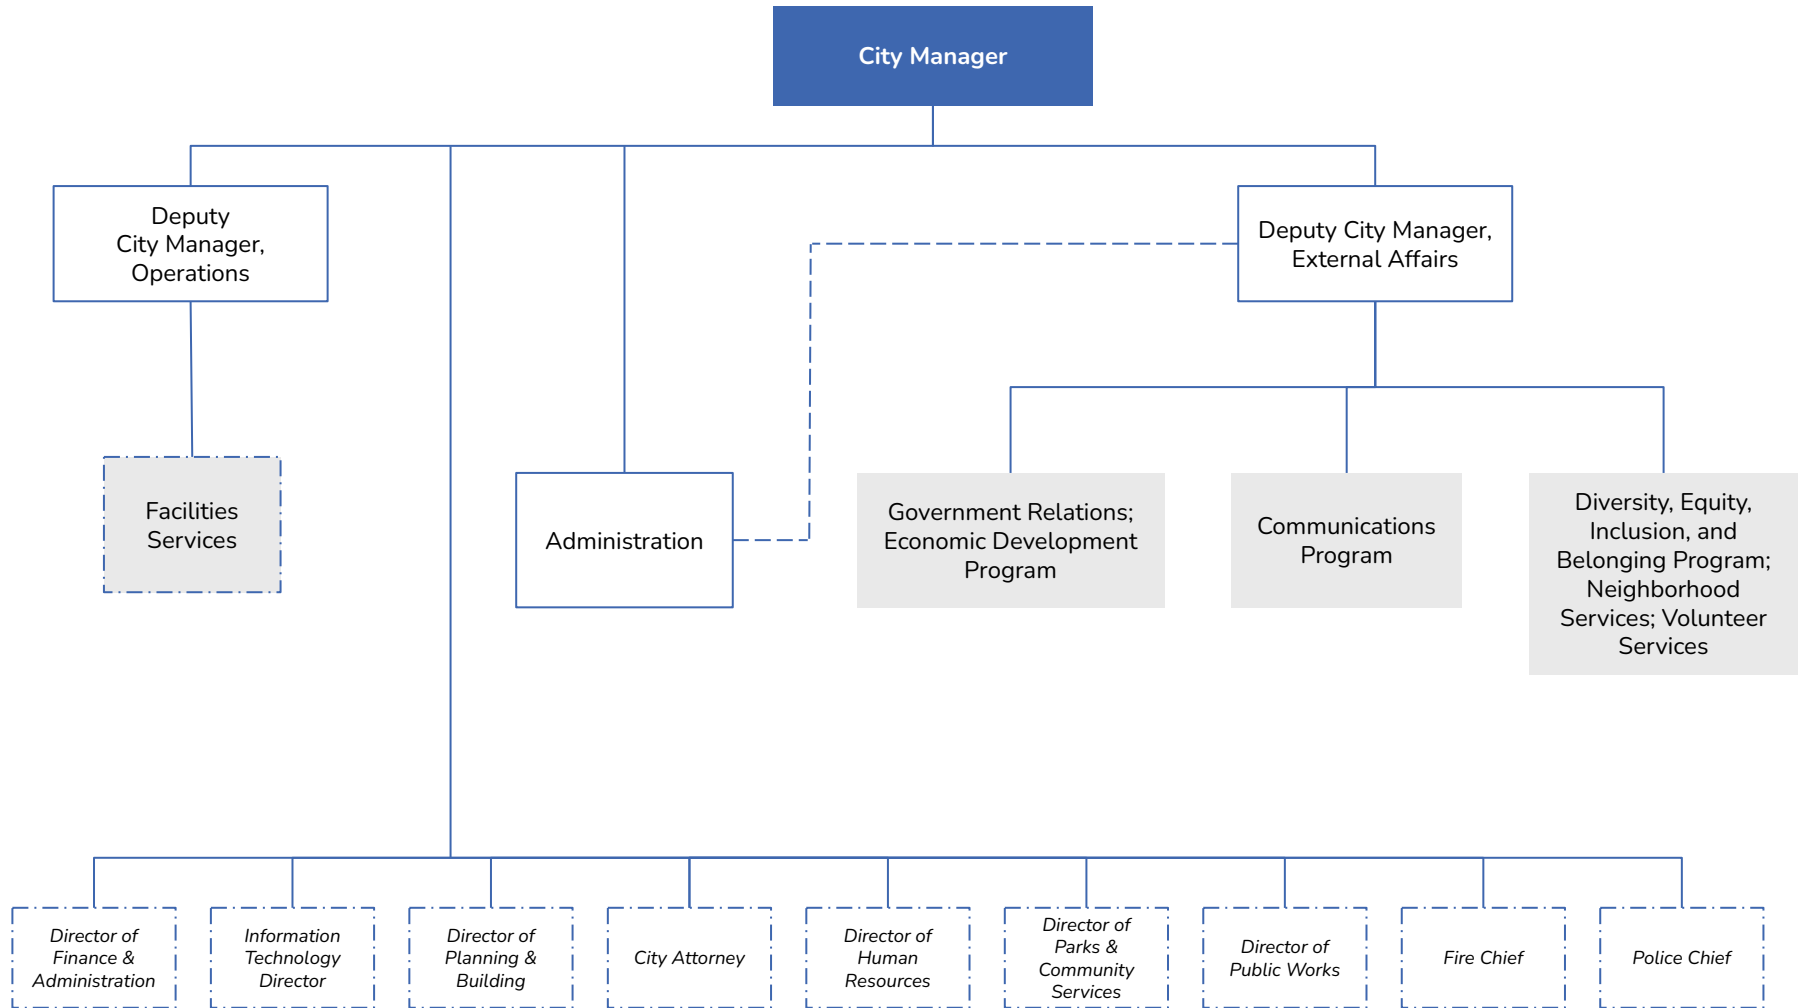 City Manager
Deputy
City Manager,
Operations
Deputy City Manager,
External Affairs
Facilities
Services
Administration
Government Relations;
Economic Development
Program
Communications
Program
Diversity, Equity,
Inclusion, and
Belonging Program;
Neighborhood
Services; Volunteer
Services
Director of
Finance &
Administration
Information
Technology
Director
Director of
Planning &
Building
City Attorney
Director of
Human
Resources
Director of
Parks &
Community
Services
Director of
Public Works
Fire Chief
Police Chief